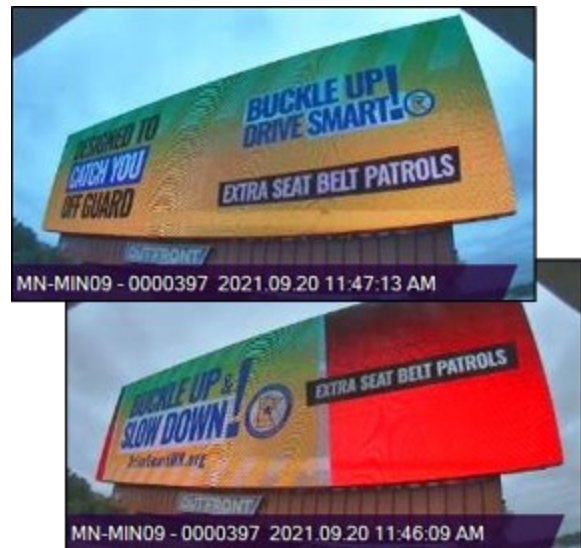 DESIGNED TO
CATCH YOU
OFF GUARD
BUCKLE UP!
DRIVE SMART!
EXTRA SEAT BELT PATROLS
OUTFRONT/
MN-MIN09 - 0000397 2021.09.20 11:47:13 AM
BUCKLE UP &
SLOW DOWN!
DriveSmartMN.org
EXTRA SEAT BELT PATROLS
OUTFRONT/
MN-MIN09 - 0000397 2021.09.20 11:46:09 AM